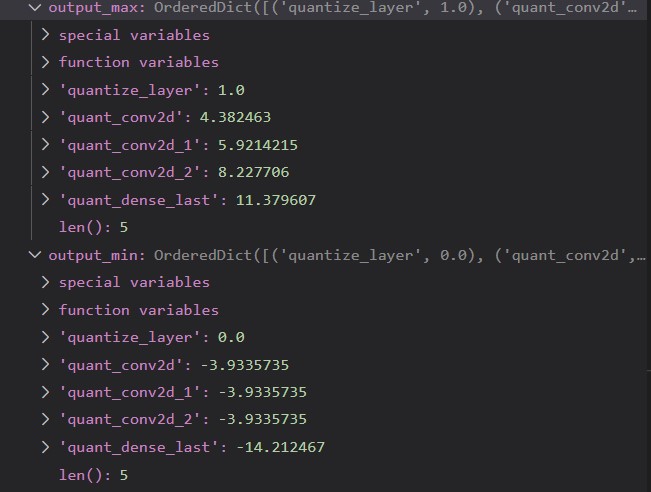 output_max: OrderedDict([('quantize_layer', 1.0), ('quant_conv2d'…
special variables
function variables
'quantize_layer': 1.0
'quant_conv2d': 4.382463
'quant_conv2d_1': 5.9214215
'quant_conv2d_2': 8.227706
'quant_dense_last': 11.379607
len(): 5
output_min: OrderedDict([('quantize_layer', 0.0), ('quant_conv2d',…
special variables
function variables
'quantize_layer': 0.0
'quant_conv2d': -3.9335735
'quant_conv2d_1': -3.9335735
'quant_conv2d_2': -3.9335735
'quant_dense_last': -14.212467
len(): 5